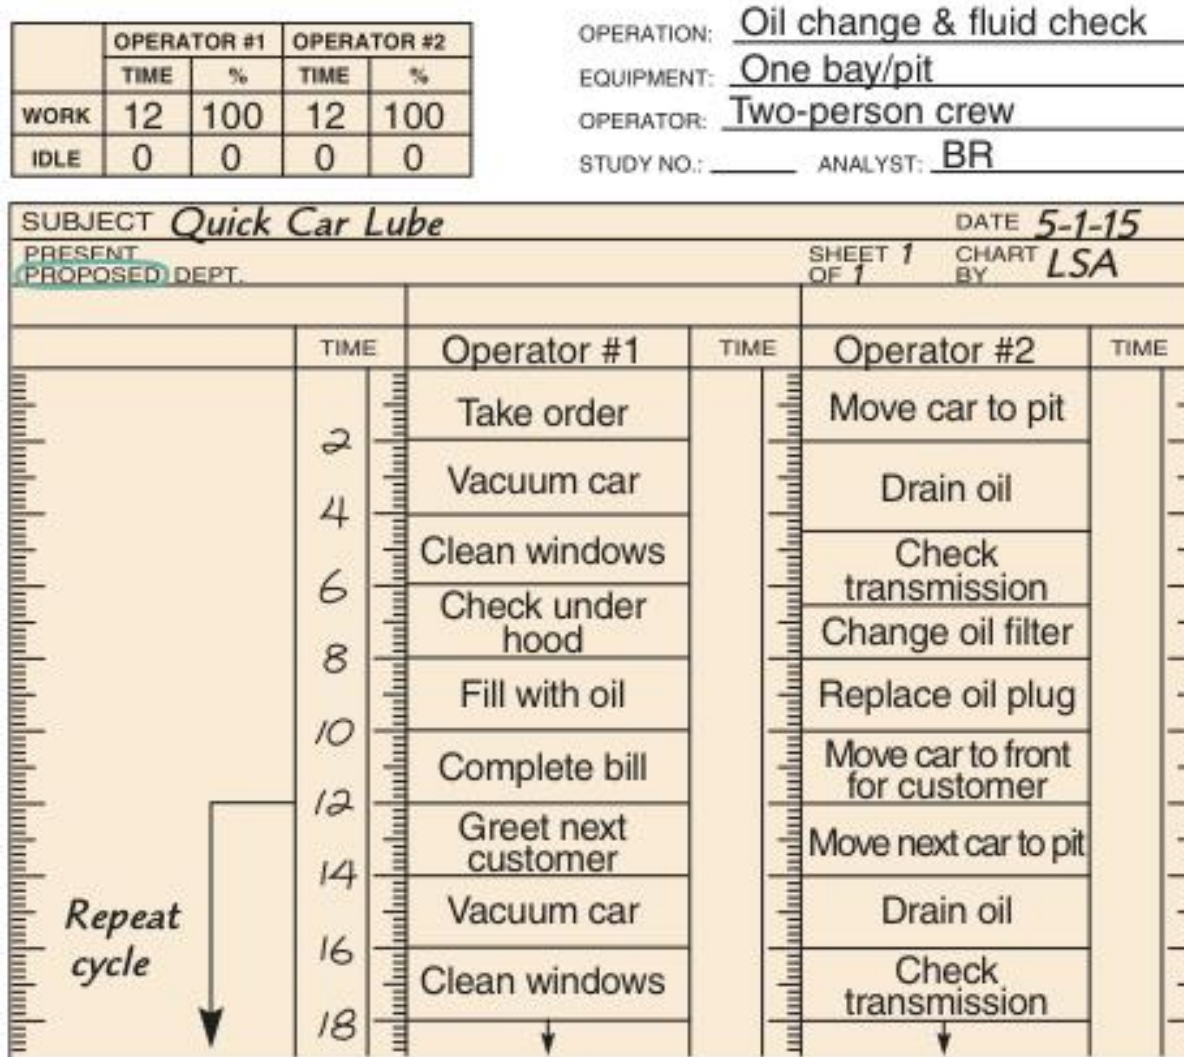 OPERATOR #1 OPERATOR #2
TIME % TIME %
WORK 12 100 12 100
IDLE 0 0 0 0
OPERATION: Oil change & fluid check
EQUIPMENT: One bay/pit
OPERATOR: Two-person crew
STUDY NO.: ANALYST: BR
SUBJECT Quick Car Lube DATE 5-1-15
PRESENT
PROPOSED DEPT.
SHEET 1
OF 1
CHART
BY
LSA
TIME Operator #1 TIME Operator #2 TIME
Take order
Move car to pit
2
Vacuum car
Drain oil
4
Clean windows
Check
transmission
6
Check under
hood
Change oil filter
8
Fill with oil
Replace oil plug
10
Complete bill
Move car to front
for customer
12
Greet next
customer
Move next car to pit
14
Repeat
cycle
Vacuum car
Drain oil
16
Clean windows
Check
transmission
18